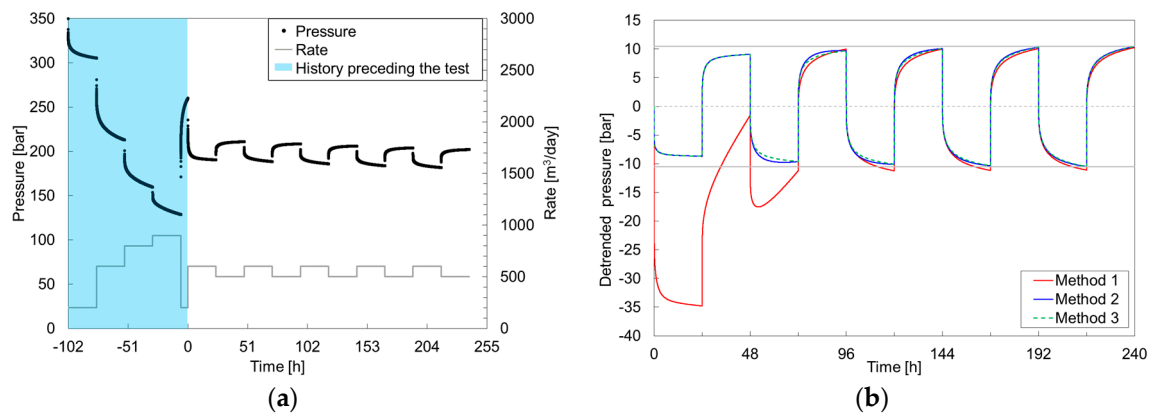 (a)
350
300
250
200
150
100
50
0
Pressure [bar]
3000
2500
2000
1500
1000
500
0
Rate [m³/day]
Pressure
Rate
History preceding the test
-102
-51
0
51
102
153
204
255
Time [h]
(a)
15
10
5
0
-5
-10
-15
-20
-25
-30
-35
-40
Detrended pressure [bar]
Method 1
Method 2
Method 3
0
48
96
144
192
240
Time [h]
(b)